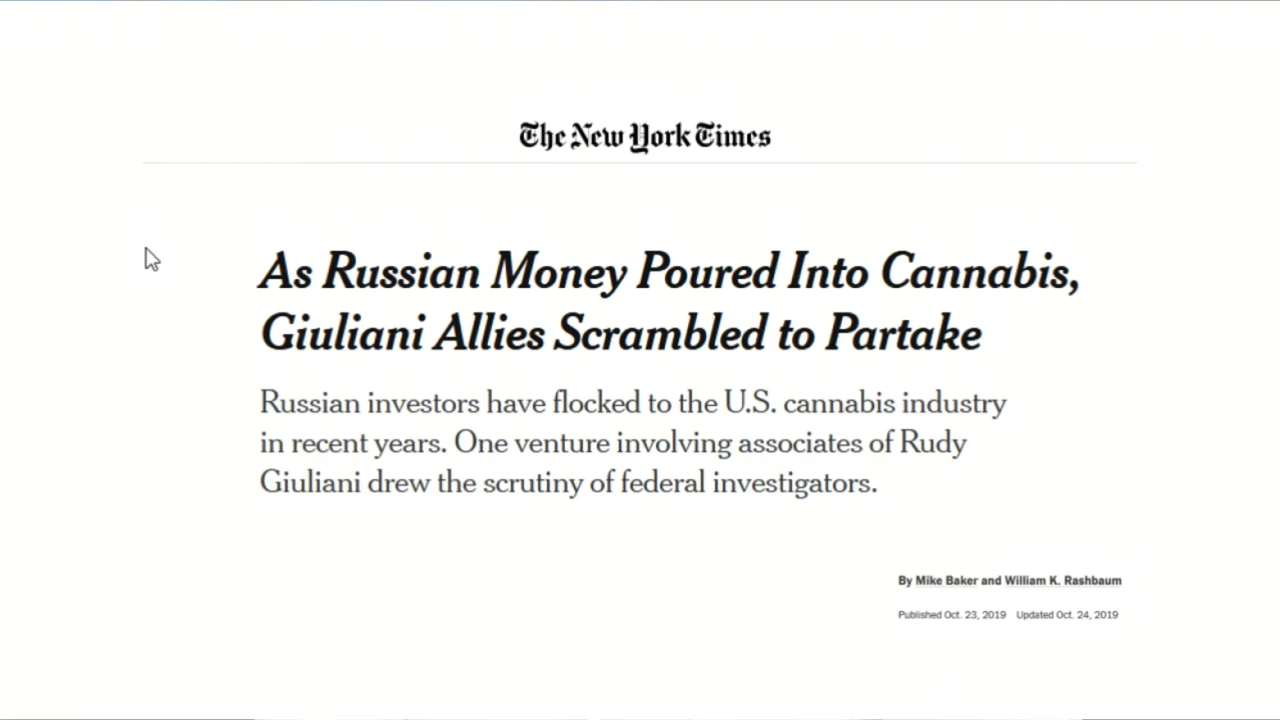 The New York Times
As Russian Money Poured Into Cannabis,
Giuliani Allies Scrambled to Partake
Russian investors have flocked to the U.S. cannabis industry
in recent years. One venture involving associates of Rudy
Giuliani drew the scrutiny of federal investigators.
By Mike Baker and William K. Rashbaum
Published Oct. 23, 2019 Updated Oct. 24, 2019